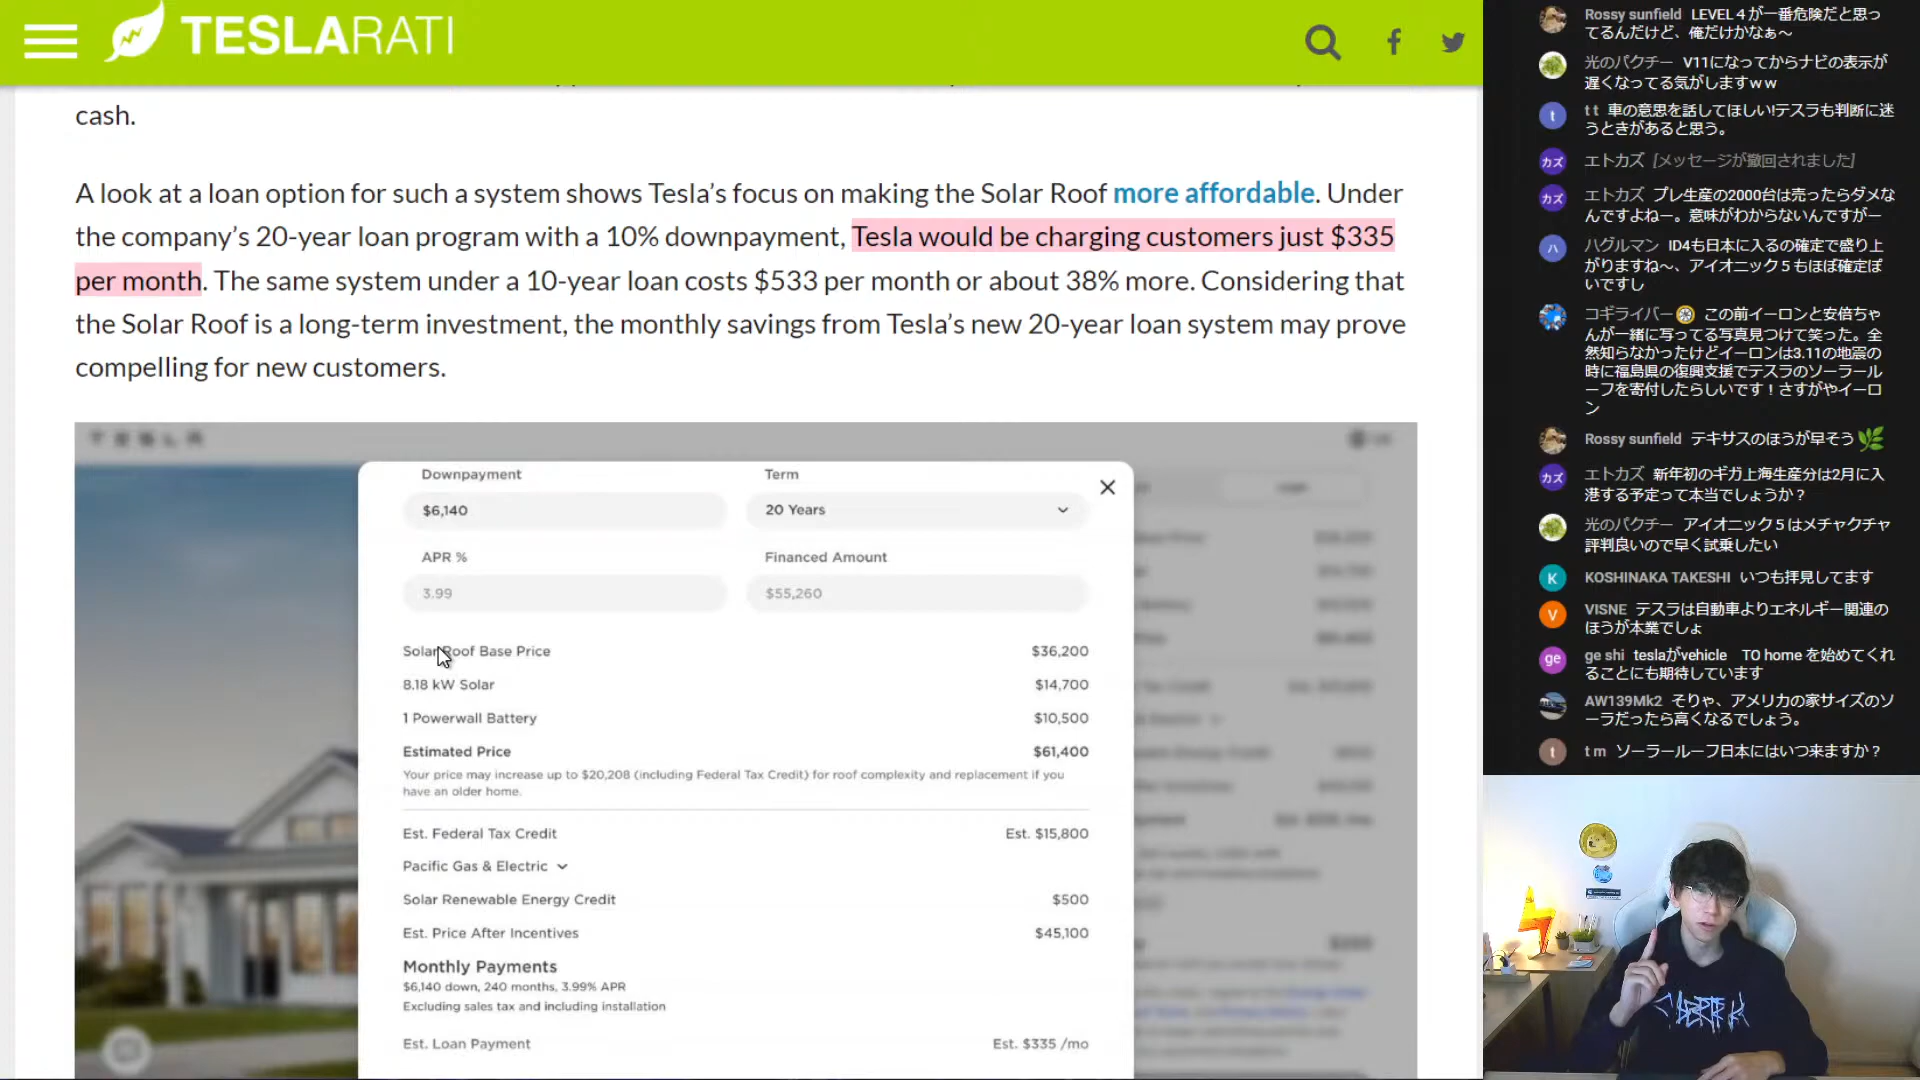 TESLARATI
cash.
A look at a loan option for such a system shows Tesla’s focus on making the Solar Roof more affordable. Under
the company’s 20-year loan program with a 10% downpayment, Tesla would be charging customers just $335
per month. The same system under a 10-year loan costs $533 per month or about 38% more. Considering that
the Solar Roof is a long-term investment, the monthly savings from Tesla’s new 20-year loan system may prove
compelling for new customers.
TESLA
Downpayment
Term
$6,140
20 Years
APR %
Financed Amount
3.99
$55,260
Solar Roof Base Price $36,200
8.18 kW Solar $14,700
1 Powerwall Battery $10,500
Estimated Price $61,400
Your price may increase up to $20,208 (including Federal Tax Credit) for roof complexity and replacement if you
have an older home.
Est. Federal Tax Credit Est. $15,800
Pacific Gas & Electric
Solar Renewable Energy Credit $500
Est. Price After Incentives $45,100
Monthly Payments
$6,140 down, 240 months, 3.99% APR
Excluding sales tax and including installation
Est. Loan Payment Est. $335 /mo
Rossy sunfield LEVEL４が一番危険だと思っ
てるんだけど、俺だけかなぁ～
光のパクチー V11になってからナビの表示が
遅くなってる気がしますｗｗ
t
t t 車の意思を話してほしい!テスラも判断に迷
うときがあると思う。
カズ
エトカズ [メッセージが撤回されました]
カズ
エトカズ プレ生産の2000台は売ったらダメな
んですよねー。意味がわからないんですがー
ハ
ハグルマン ID4も日本に入るの確定で盛り上
がりますね～、アイオニック５もほぼ確定ぽ
いですし
コギライバー この前イーロンと安倍ちゃ
んが一緒に写ってる写真見つけて笑った。全
然知らなかったけどイーロンは3.11の地震の
時に福島県の復興支援でテスラのソーラール
ーフを寄付したらしいです！さすがやイーロ
ン
Rossy sunfield テキサスのほうが早そう
カズ
エトカズ 新年初のギガ上海生産分は2月に入
港する予定って本当でしょうか？
光のパクチー アイオニック５はメチャクチャ
評判良いので早く試乗したい
K
KOSHINAKA TAKESHI いつも拝見してます
V
VISNE テスラは自動車よりエネルギー関連の
ほうが本業でしょ
ge
ge shi teslaがvehicle　TO home を始めてくれ
ることにも期待しています
AW139Mk2 そりゃ、アメリカの家サイズのソ
ーラだったら高くなるでしょう。
t
t m ソーラールーフ日本にはいつ来ますか？